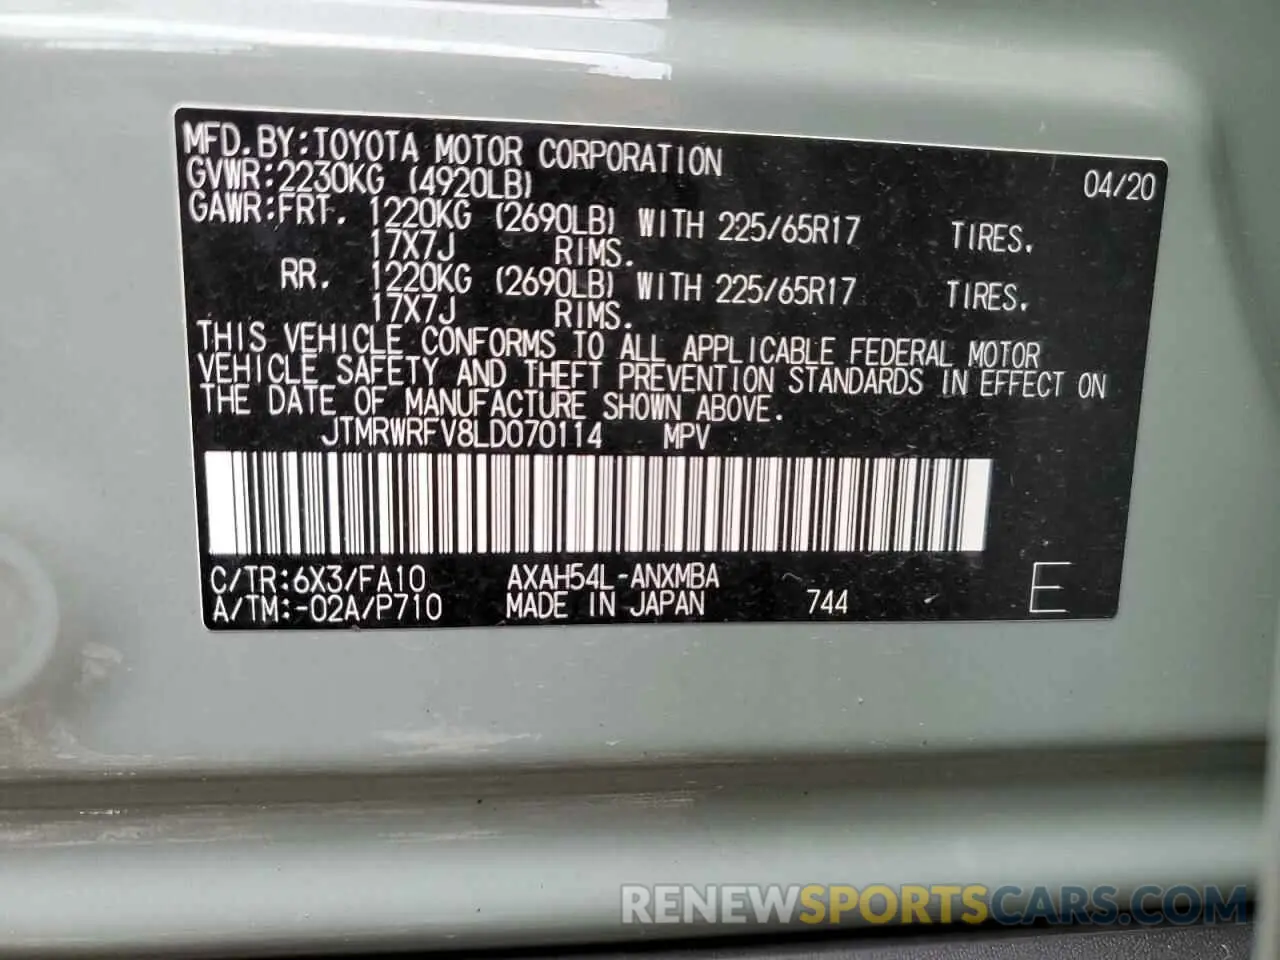 MFD.BY:TOYOTA MOTOR CORPORATION 04/20
GVWR:2230KG (4920LB)
GAWR:FRT. 1220KG (2690LB) WITH 225/65R17 TIRES.
17X7J RIMS.
RR. 1220KG (2690LB) WITH 225/65R17 TIRES.
17X7J RIMS.
THIS VEHICLE CONFORMS TO ALL APPLICABLE FEDERAL MOTOR
VEHICLE SAFETY AND THEFT PREVENTION STANDARDS IN EFFECT ON
THE DATE OF MANUFACTURE SHOWN ABOVE.
JTMRWRFV8LD070114 MPV
C/TR:6X3/FA10 AXAH54L-ANXMBA
A/TM:-02A/P710 MADE IN JAPAN 744 E
RENEWSPORTSCARS.COM